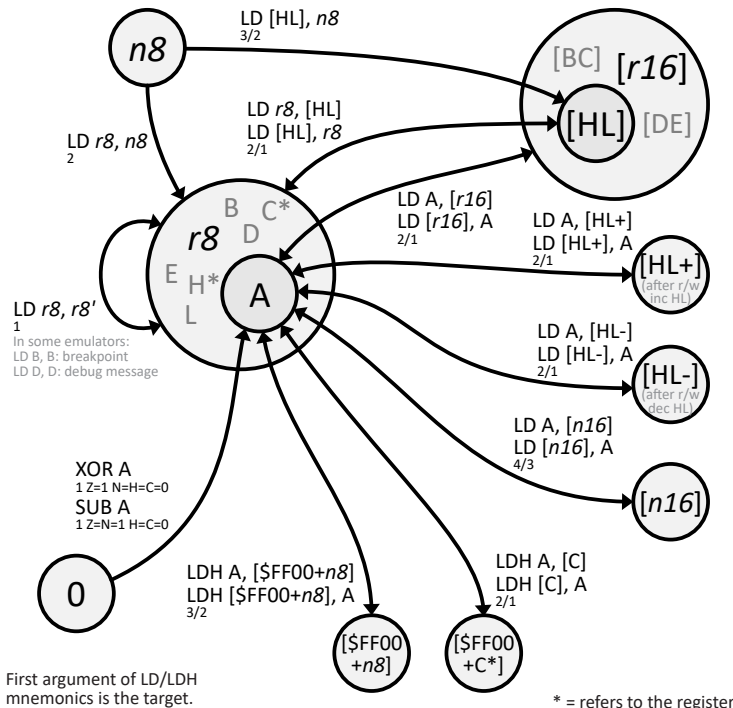 LD [HL], n8
3/2
n8
[BC]
[r16]
[HL]
[DE]
LD r8, [HL]
LD [HL], r8
2/1
LD r8, n8
2
LD A, [r16]
LD [r16], A
2/1
B
C*
r8
D
E
H*
A
L
LD A, [HL+]
LD [HL+], A
2/1
[HL+]
(after r/w
inc HL)
LD r8, r8'
1
In some emulators:
LD B, B: breakpoint
LD D, D: debug message
LD A, [HL-]
LD [HL-], A
2/1
[HL-]
(after r/w
dec HL)
LD A, [n16]
LD [n16], A
4/3
[n16]
XOR A
1 Z=1 N=H=C=0
SUB A
1 Z=N=1 H=C=0
0
LDH A, [$FF00+n8]
LDH [$FF00+n8], A
3/2
LDH A, [C]
LDH [C], A
2/1
[$FF00
+n8]
[$FF00
+C*]
First argument of LD/LDH
mnemonics is the target.
* = refers to the register